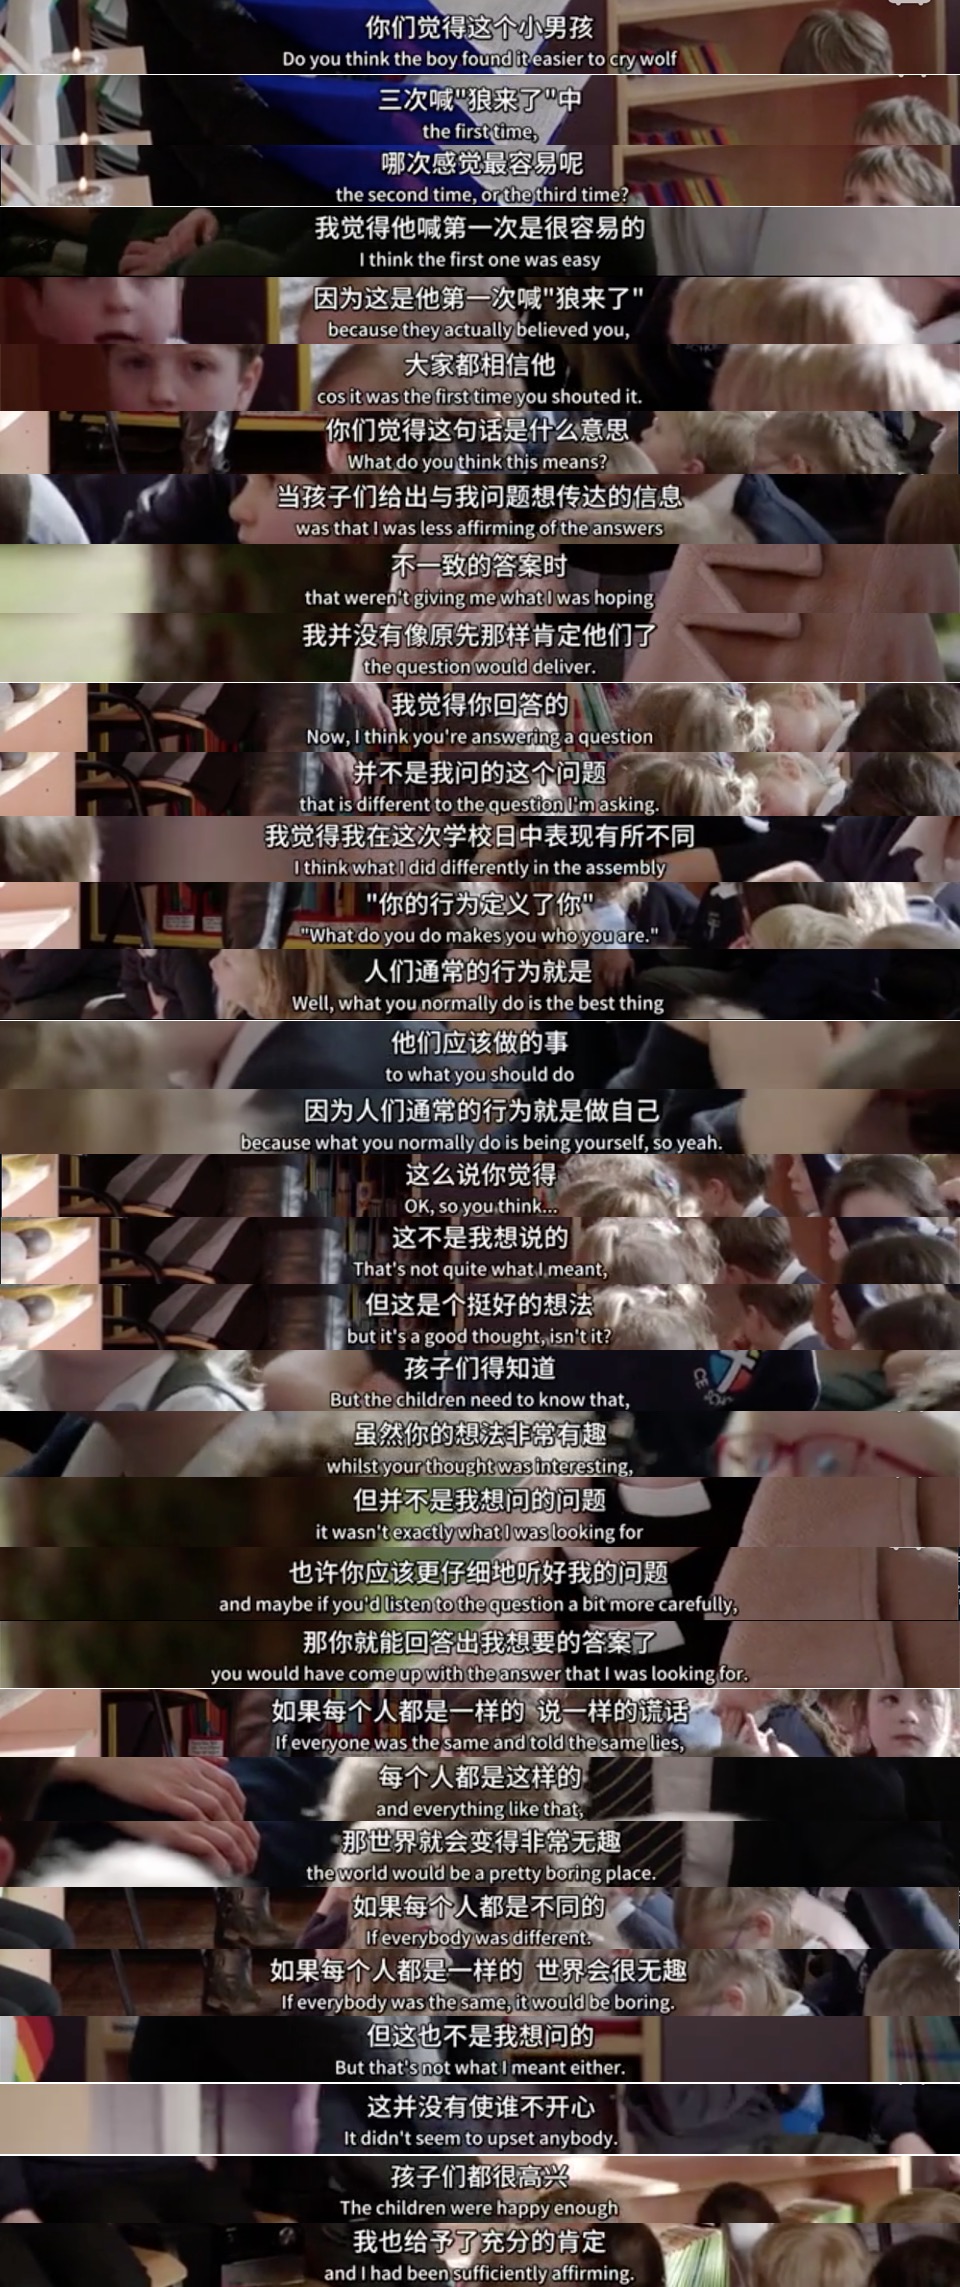 你们觉得这个小男孩
Do you think the boy found it easier to cry wolf
三次喊"狼来了"中
the first time,
哪次感觉最容易呢
the second time, or the third time?
我觉得他喊第一次是很容易的
I think the first one was easy
因为这是他第一次喊"狼来了"
because they actually believed you,
大家都相信他
cos it was the first time you shouted it.
你们觉得这句话是什么意思
What do you think this means?
当孩子们给出与我问题想传达的信息
was that I was less affirming of the answers
不一致的答案时
that weren't giving me what I was hoping
我并没有像原先那样肯定他们了
the question would deliver.
我觉得你回答的
Now, I think you're answering a question
并不是我问的这个问题
that is different to the question I'm asking.
我觉得我在这次学校日中表现有所不同
I think what I did differently in the assembly
"你的行为定义了你"
"What do you do makes you who you are."
人们通常的行为就是
Well, what you normally do is the best thing
他们应该做的事
to what you should do
因为人们通常的行为就是做自己
because what you normally do is being yourself, so yeah.
这么说你觉得
OK, so you think...
这不是我想说的
That's not quite what I meant,
但这是个挺好的想法
but it's a good thought, isn't it?
孩子们得知道
But the children need to know that,
虽然你的想法非常有趣
whilst your thought was interesting,
但并不是我想问的问题
it wasn't exactly what I was looking for
也许你应该更仔细地听好我的问题
and maybe if you'd listen to the question a bit more carefully,
那你就能回答出我想要的答案了
you would have come up with the answer that I was looking for.
如果每个人都是一样的 说一样的谎话
If everyone was the same and told the same lies,
每个人都是这样的
and everything like that,
那世界就会变得非常无趣
the world would be a pretty boring place.
如果每个人都是不同的
If everybody was different.
如果每个人都是一样的 世界会很无趣
If everybody was the same, it would be boring.
但这也不是我想问的
But that's not what I meant either.
这并没有使谁不开心
It didn't seem to upset anybody.
孩子们都很高兴
The children were happy enough
我也给予了充分的肯定
and I had been sufficiently affirming.